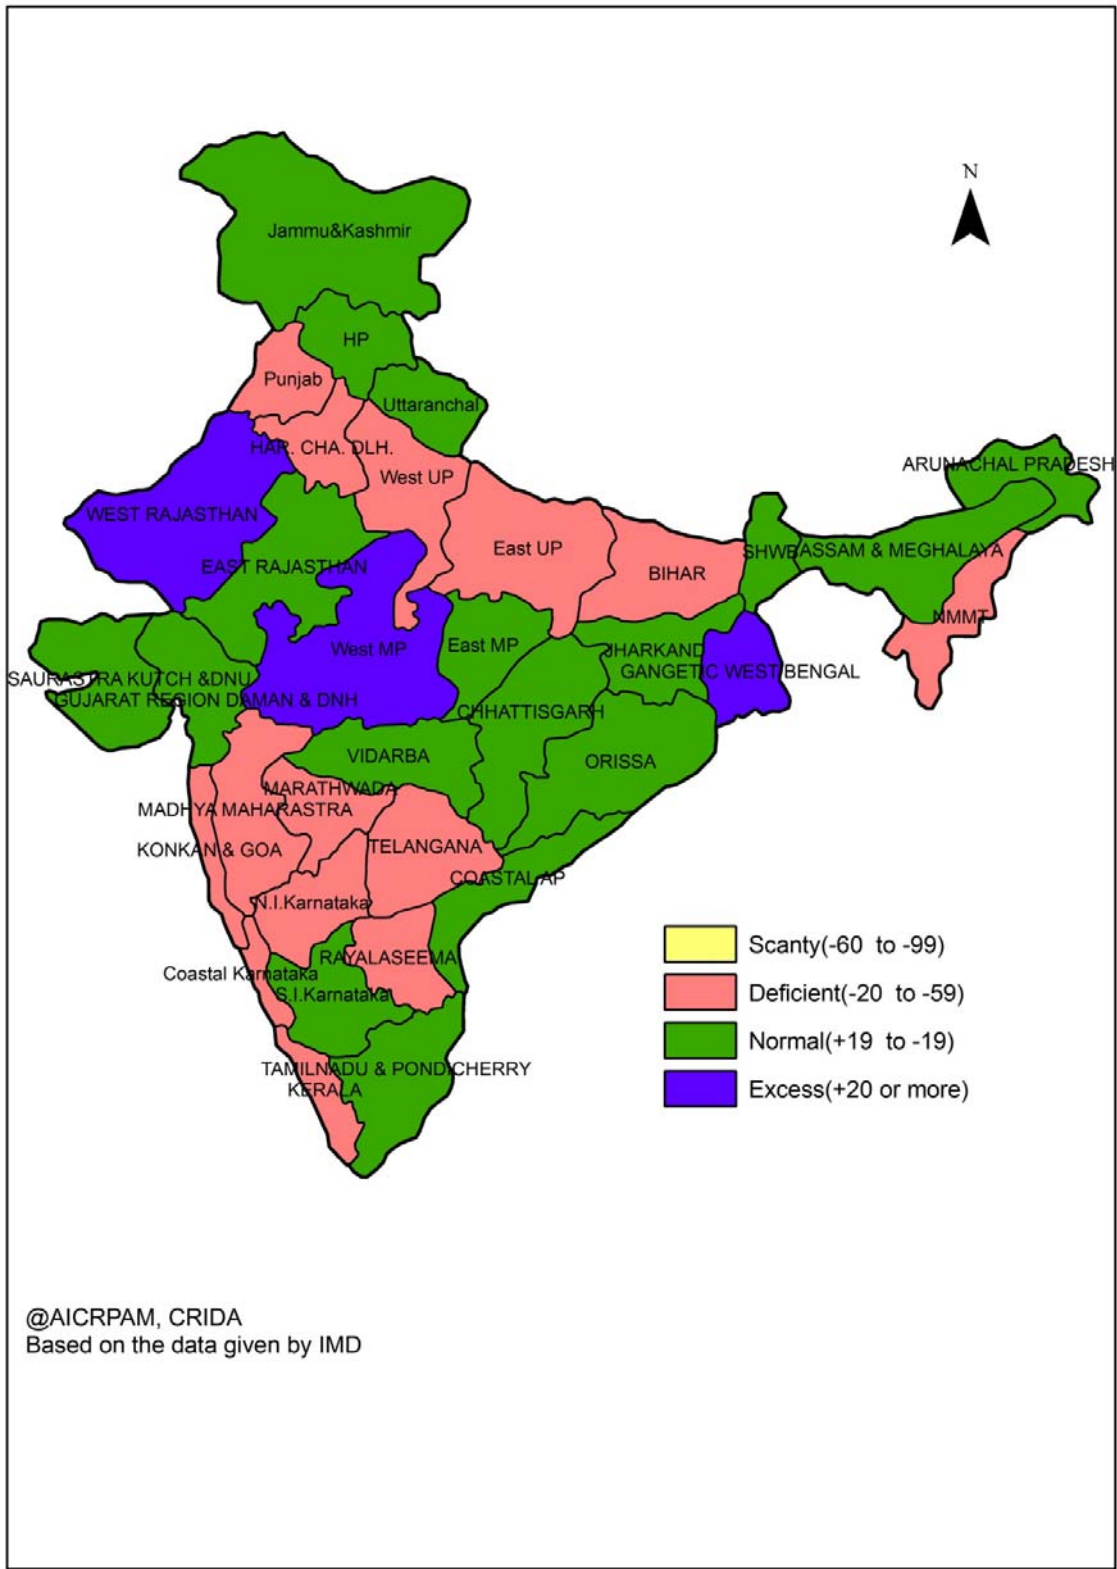 N
Jammu&Kashmir
HP
Punjab
Uttaranchal
HAR. CHA. DLH.
West UP
ARUNACHAL PRADESH
WEST RAJASTHAN
East UP
SHWB
ASSAM & MEGHALAYA
EAST RAJASTHAN
BIHAR
NMMT
West MP
East MP
JHARKAND
GANGETIC WEST BENGAL
SAURASTRA KUTCH &DNU
GUJARAT REGION DAMAN & DNH
CHHATTISGARH
VIDARBA
ORISSA
MARATHWADA
MADHYA MAHARASTRA
KONKAN & GOA
TELANGANA
COASTAL AP
N.I.Karnataka
RAYALASEEMA
Coastal Karnataka
S.I.Karnataka
TAMILNADU & PONDICHERRY
KERALA
Scanty(-60 to -99)
Deficient(-20 to -59)
Normal(+19 to -19)
Excess(+20 or more)
@AICRPAM, CRIDA
Based on the data given by IMD